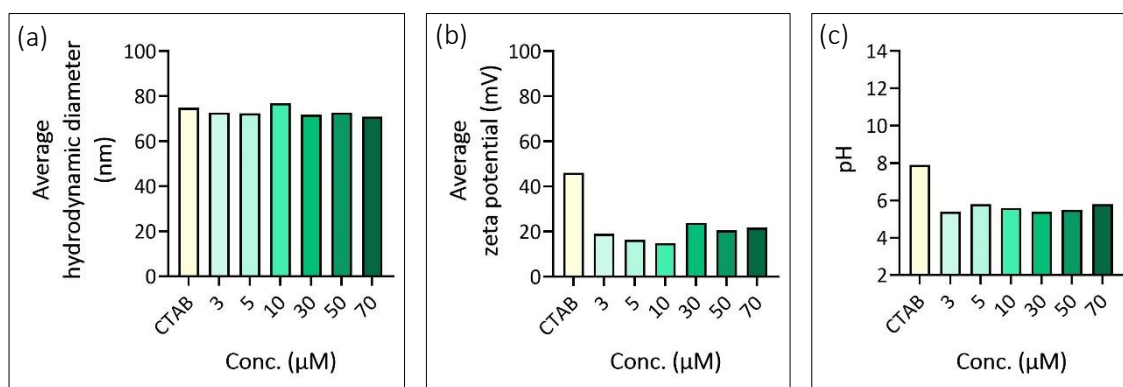 (a)
Average
hydrodynamic diameter
(nm)
100
80
60
40
20
0
CTAB 3 5 10 30 50 70
Conc. (µM)
(b)
Average
zeta potential (mV)
100
80
60
40
20
0
CTAB 3 5 10 30 50 70
Conc. (µM)
(c)
pH
14
12
10
8
6
4
2
CTAB 3 5 10 30 50 70
Conc. (µM)